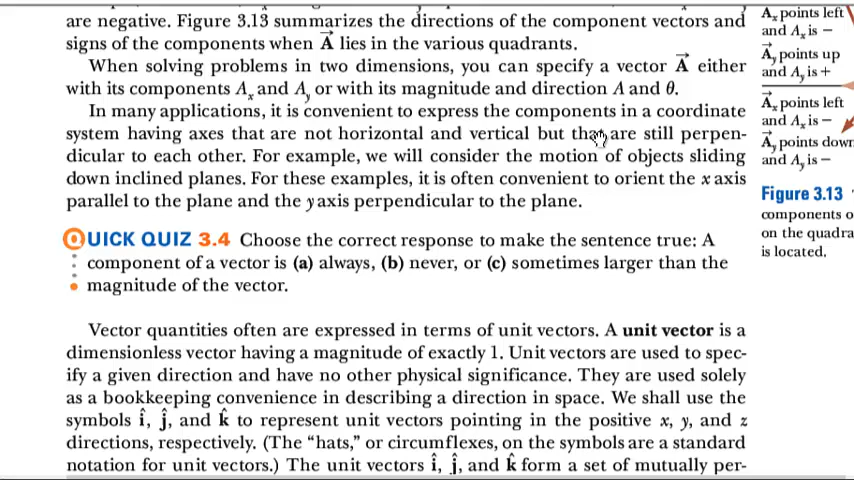 are negative. Figure 3.13 summarizes the directions of the component vectors and
signs of the components when A⃗ lies in the various quadrants.
When solving problems in two dimensions, you can specify a vector A⃗ either
with its components Aₓ and Aᵧ or with its magnitude and direction A and θ.
In many applications, it is convenient to express the components in a coordinate
system having axes that are not horizontal and vertical but that are still perpen-
dicular to each other. For example, we will consider the motion of objects sliding
down inclined planes. For these examples, it is often convenient to orient the x axis
parallel to the plane and the y axis perpendicular to the plane.
QUICK QUIZ 3.4 Choose the correct response to make the sentence true: A
component of a vector is (a) always, (b) never, or (c) sometimes larger than the
magnitude of the vector.
Vector quantities often are expressed in terms of unit vectors. A unit vector is a
dimensionless vector having a magnitude of exactly 1. Unit vectors are used to spec-
ify a given direction and have no other physical significance. They are used solely
as a bookkeeping convenience in describing a direction in space. We shall use the
symbols î, ĵ, and k̂ to represent unit vectors pointing in the positive x, y, and z
directions, respectively. (The “hats,” or circumflexes, on the symbols are a standard
notation for unit vectors.) The unit vectors î, ĵ, and k̂ form a set of mutually per-
A⃗ₓ points left
and Aₓ is −
A⃗ᵧ points up
and Aᵧ is +
A⃗ₓ points left
and Aₓ is −
A⃗ᵧ points down
and Aᵧ is −
Figure 3.13
components
on the
is located.